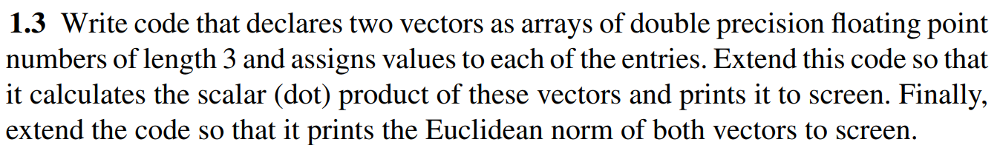 1.3 Write code that declares two vectors as arrays of double precision floating point
numbers of length 3 and assigns values to each of the entries. Extend this code so that
it calculates the scalar (dot) product of these vectors and prints it to screen. Finally,
extend the code so that it prints the Euclidean norm of both vectors to screen.